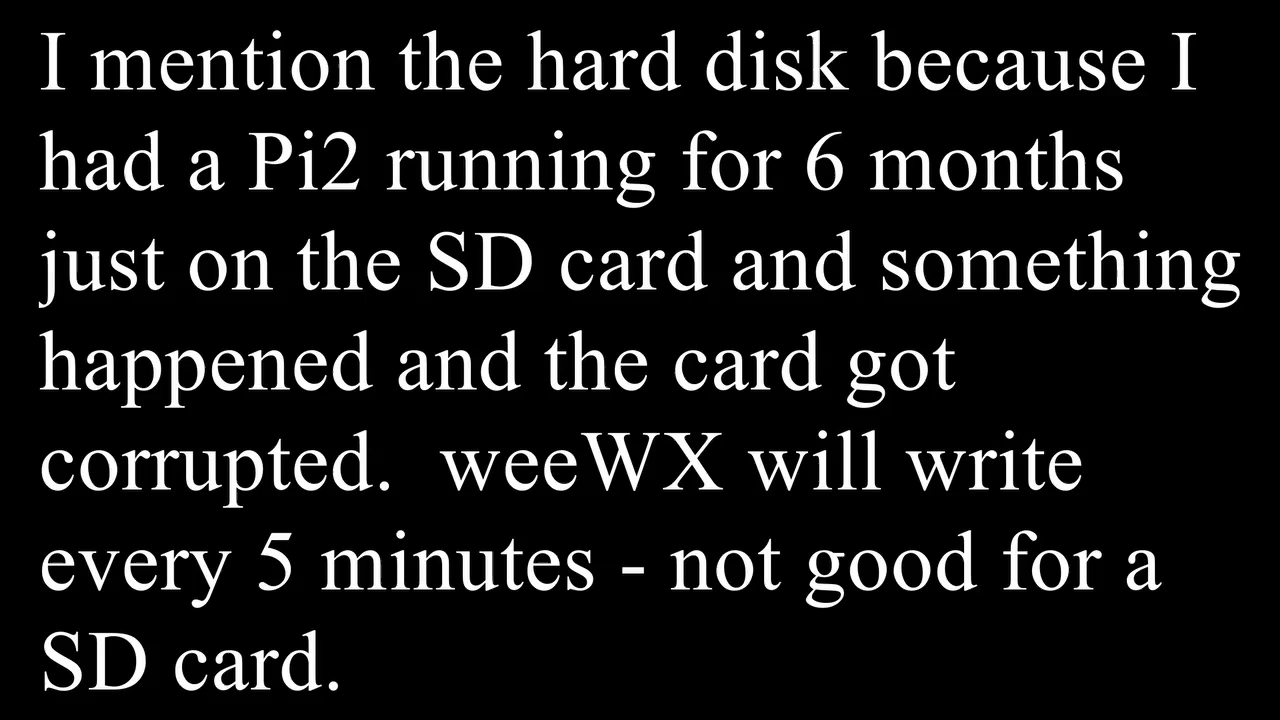 I mention the hard disk because I
had a Pi2 running for 6 months
just on the SD card and something
happened and the card got
corrupted.  weeWX will write
every 5 minutes - not good for a
SD card.